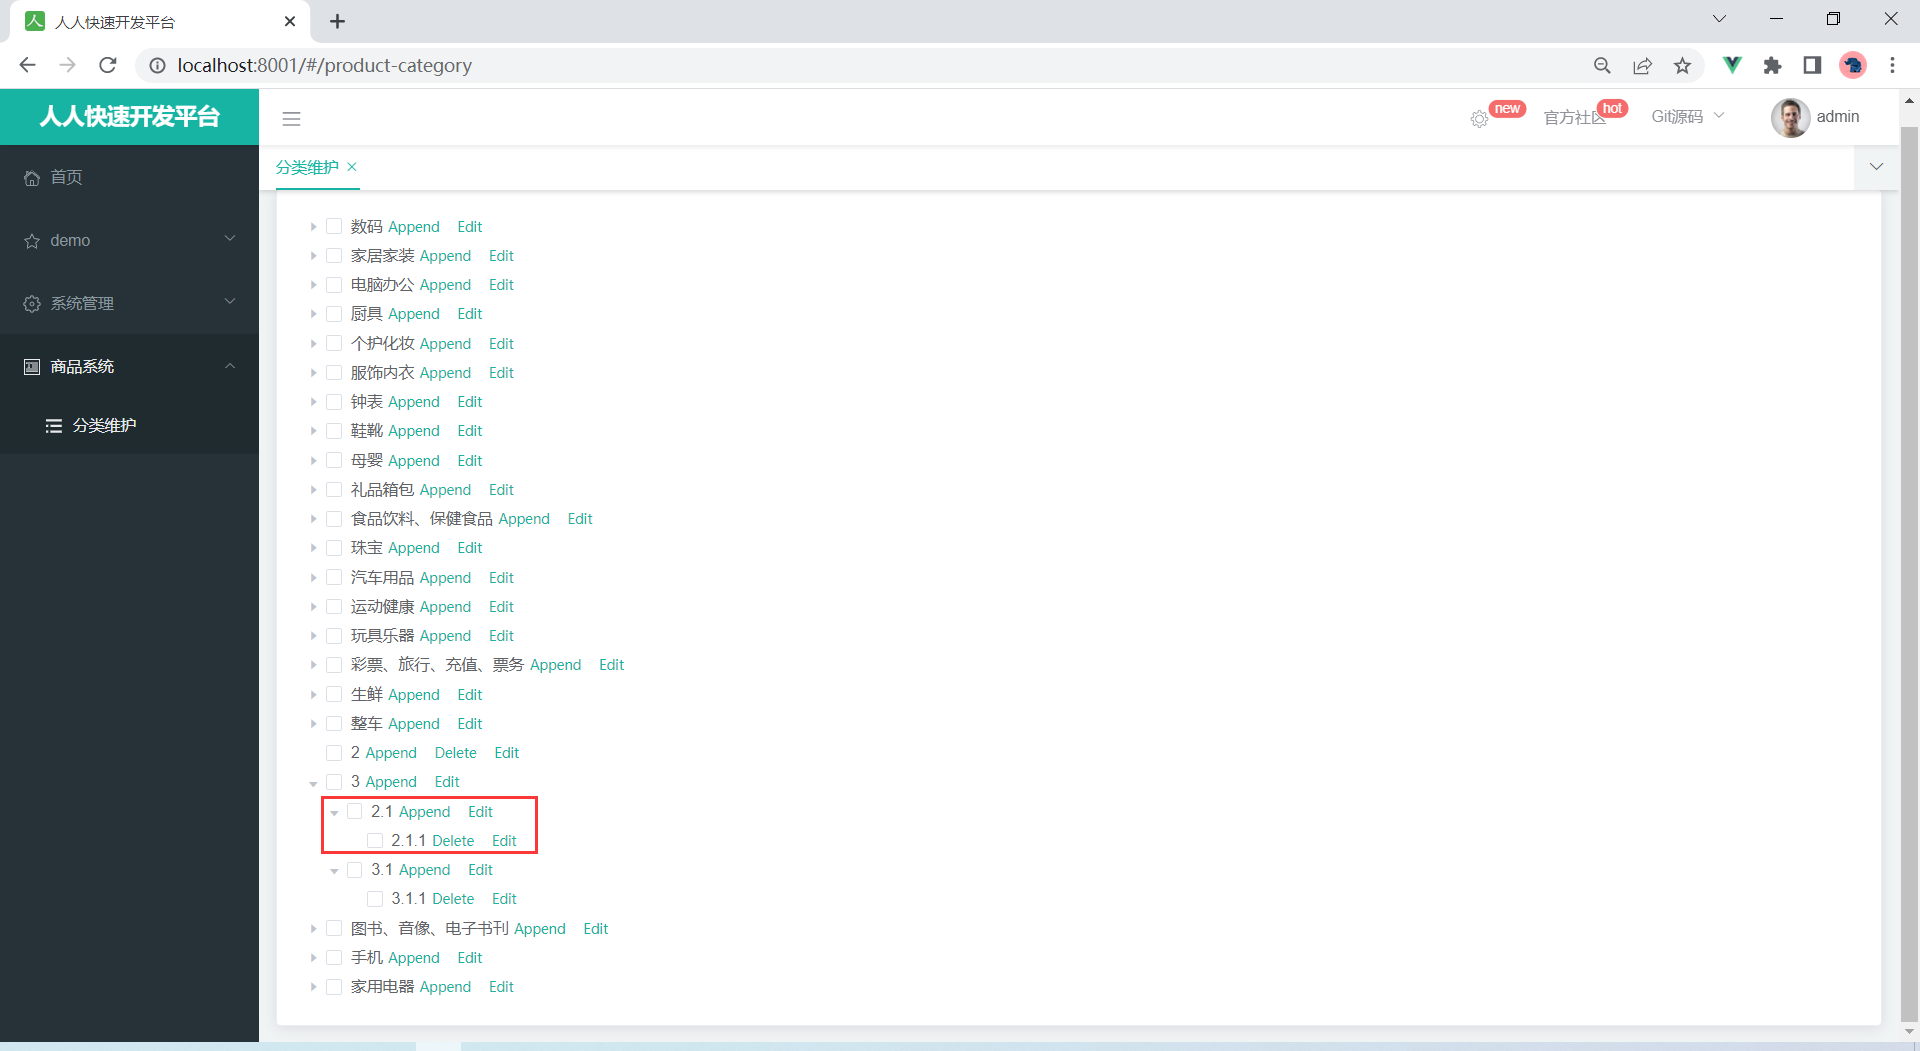 人人快速开发平台
localhost:8001/#/product-category
人人快速开发平台
new
官方社区 hot
Git源码
admin
首页
demo
系统管理
商品系统
分类维护
分类维护
数码 Append Edit
家居家装 Append Edit
电脑办公 Append Edit
厨具 Append Edit
个护化妆 Append Edit
服饰内衣 Append Edit
钟表 Append Edit
鞋靴 Append Edit
母婴 Append Edit
礼品箱包 Append Edit
食品饮料、保健食品 Append Edit
珠宝 Append Edit
汽车用品 Append Edit
运动健康 Append Edit
玩具乐器 Append Edit
彩票、旅行、充值、票务 Append Edit
生鲜 Append Edit
整车 Append Edit
2 Append Delete Edit
3 Append Edit
2.1 Append Edit
2.1.1 Delete Edit
3.1 Append Edit
3.1.1 Delete Edit
图书、音像、电子书刊 Append Edit
手机 Append Edit
家用电器 Append Edit